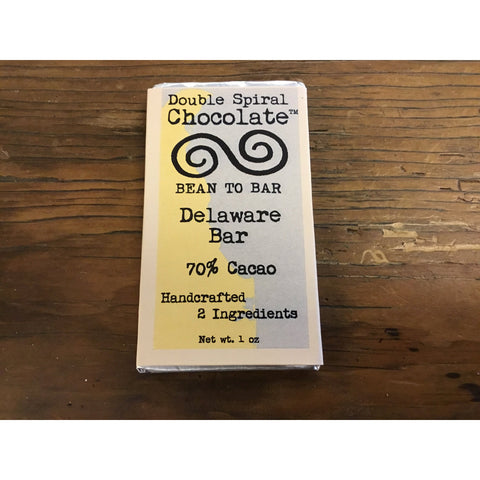 Double Spiral
Chocolate™
BEAN TO BAR
Delaware
Bar
70% Cacao
Handcrafted
2 Ingredients
Net wt. 1 oz